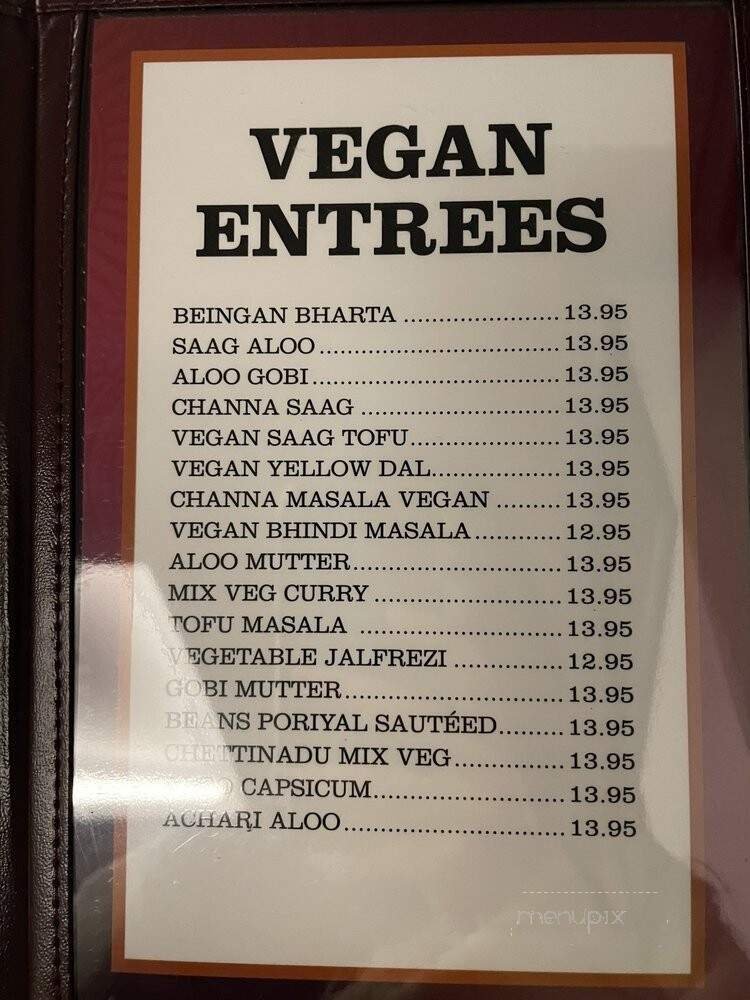 VEGAN
ENTREES
BEINGAN BHARTA ...................... 13.95
SAAG ALOO ................................ 13.95
ALOO GOBI ................................. 13.95
CHANNA SAAG .......................... 13.95
VEGAN SAAG TOFU ................... 13.95
VEGAN YELLOW DAL ................ 13.95
CHANNA MASALA VEGAN ......... 13.95
VEGAN BHINDI MASALA ............ 12.95
ALOO MUTTER ........................... 13.95
MIX VEG CURRY ........................ 13.95
TOFU MASALA .......................... 13.95
VEGETABLE JALFREZI .............. 12.95
GOBI MUTTER ............................ 13.95
BEANS PORIYAL SAUTÉED ......... 13.95
CHETTINADU MIX VEG .............. 13.95
CAPSICUM ......................... 13.95
ACHARI ALOO ............................ 13.95
menupix